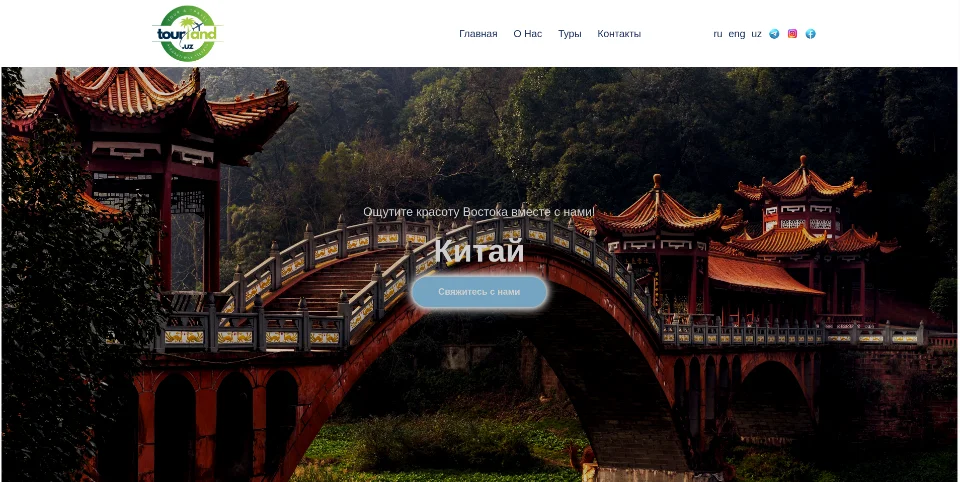 tourland
.uz
Главная О Нас Туры Контакты
ru eng uz
Ощутите красоту Востока вместе с нами!
Китай
Свяжитесь с нами